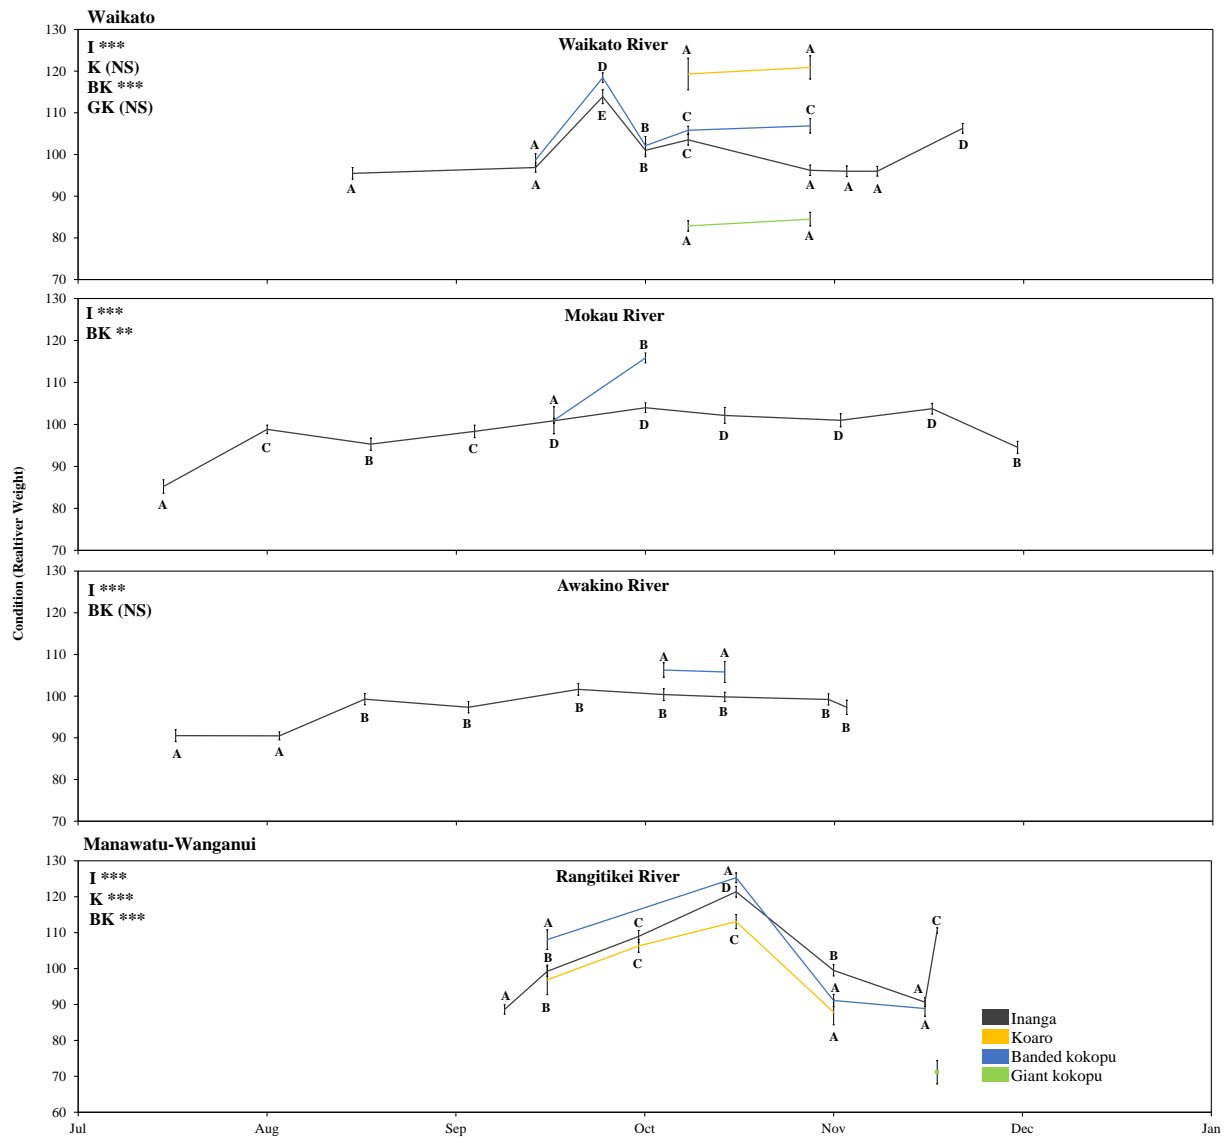 Waikato
130
120
110
100
90
80
70
I ***
K (NS)
BK ***
GK (NS)
Waikato River
A
A
D
E
B
B
C
C
A
A
C
A
A
A
D
A
A
A
130
120
110
100
90
80
70
I ***
BK **
Mokau River
A
C
B
C
A
D
B
D
D
D
D
B
Condition (Realtiver Weight)
130
120
110
100
90
80
70
I ***
BK (NS)
Awakino River
A
A
B
B
B
A
B
A
B
B
B
Manawatu-Wanganui
130
120
110
100
90
80
70
60
I ***
K ***
BK ***
Rangitikei River
A
A
B
B
C
C
A
D
C
B
A
A
A
A
C
Inanga
Koaro
Banded kokopu
Giant kokopu
Jul
Aug
Sep
Oct
Nov
Dec
Jan